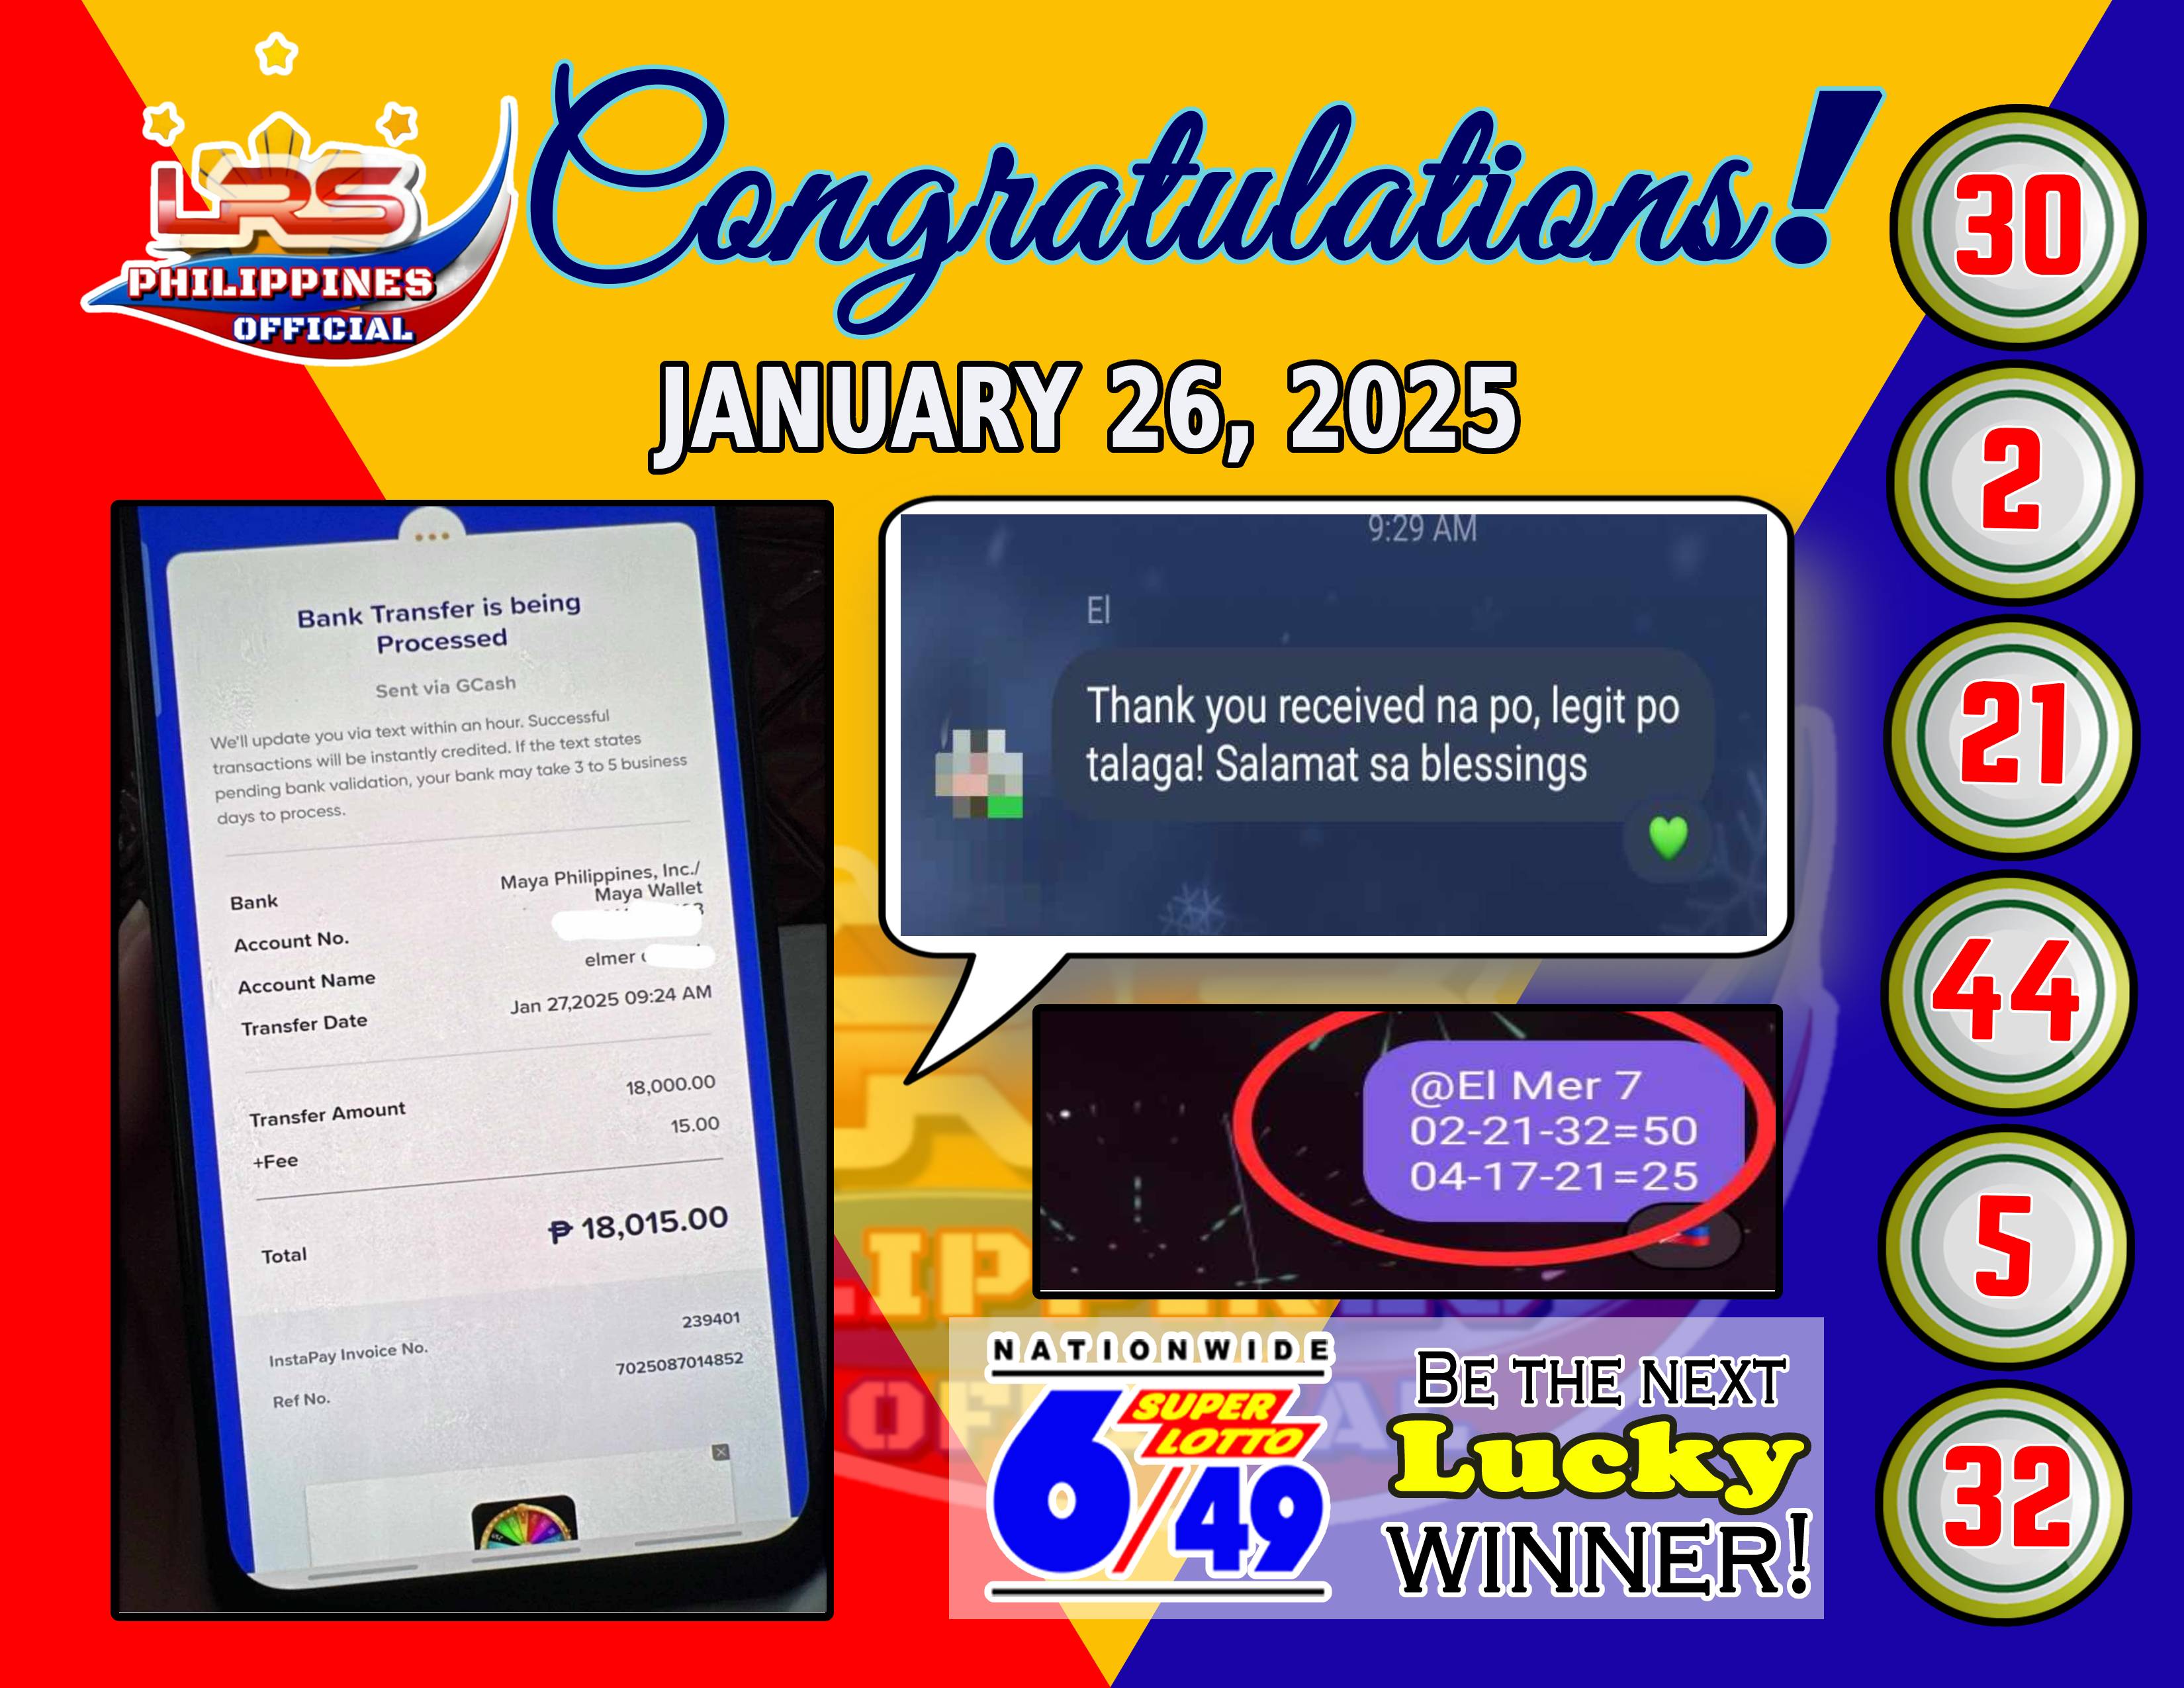 LRS
PHILIPPINES
OFFICIAL
Congratulations!
JANUARY 26, 2025
Bank Transfer is being
Processed
Sent via GCash
We'll update you via text within an hour. Successful
transactions will be instantly credited. If the text states
pending bank validation, your bank may take 3 to 5 business
days to process.
Bank
Maya Philippines, Inc./
Maya Wallet
Account No.
Account Name
elmer
Transfer Date
Jan 27,2025 09:24 AM
Transfer Amount
18,000.00
+Fee
15.00
Total
₱ 18,015.00
InstaPay Invoice No.
239401
Ref No.
7025087014852
9:29 AM
El
Thank you received na po, legit po
talaga! Salamat sa blessings
@El Mer 7
02-21-32=50
04-17-21=25
NATIONWIDE
SUPER
LOTTO
6/49
BE THE NEXT
Lucky
WINNER!
30
2
21
44
5
32